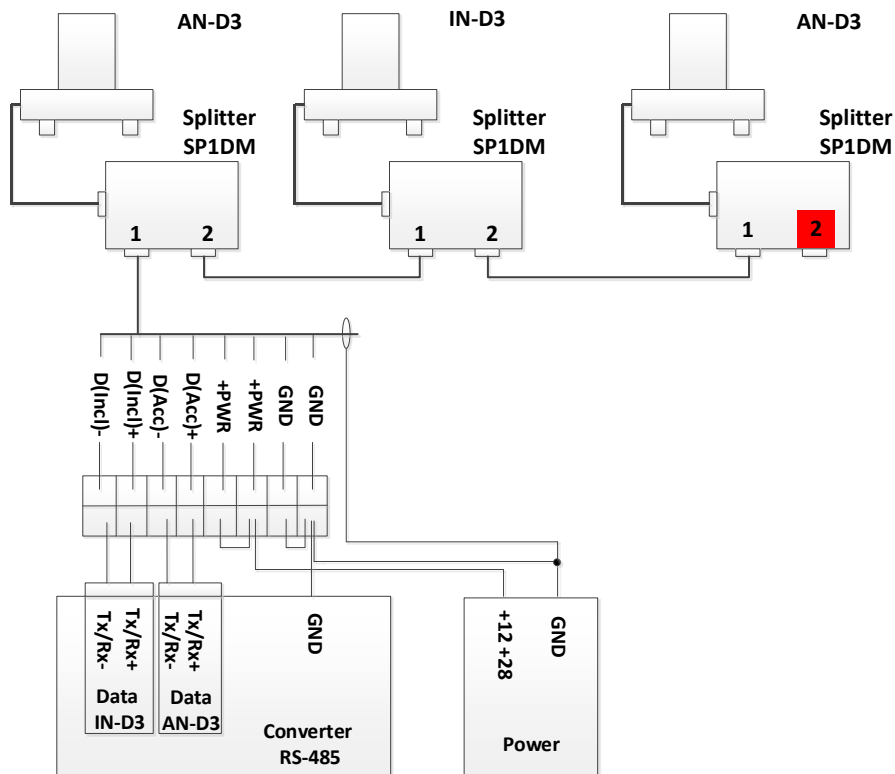 AN-D3
IN-D3
AN-D3
Splitter
SP1DM
Splitter
SP1DM
Splitter
SP1DM
1
2
1
2
1
2
D(Incl)-
D(Incl)+
D(Acc)-
D(Acc)+
+PWR
+PWR
GND
GND
Tx/Rx-
Tx/Rx+
Tx/Rx-
Tx/Rx+
GND
+12 +28
GND
Data
IN-D3
Data
AN-D3
Converter
RS-485
Power